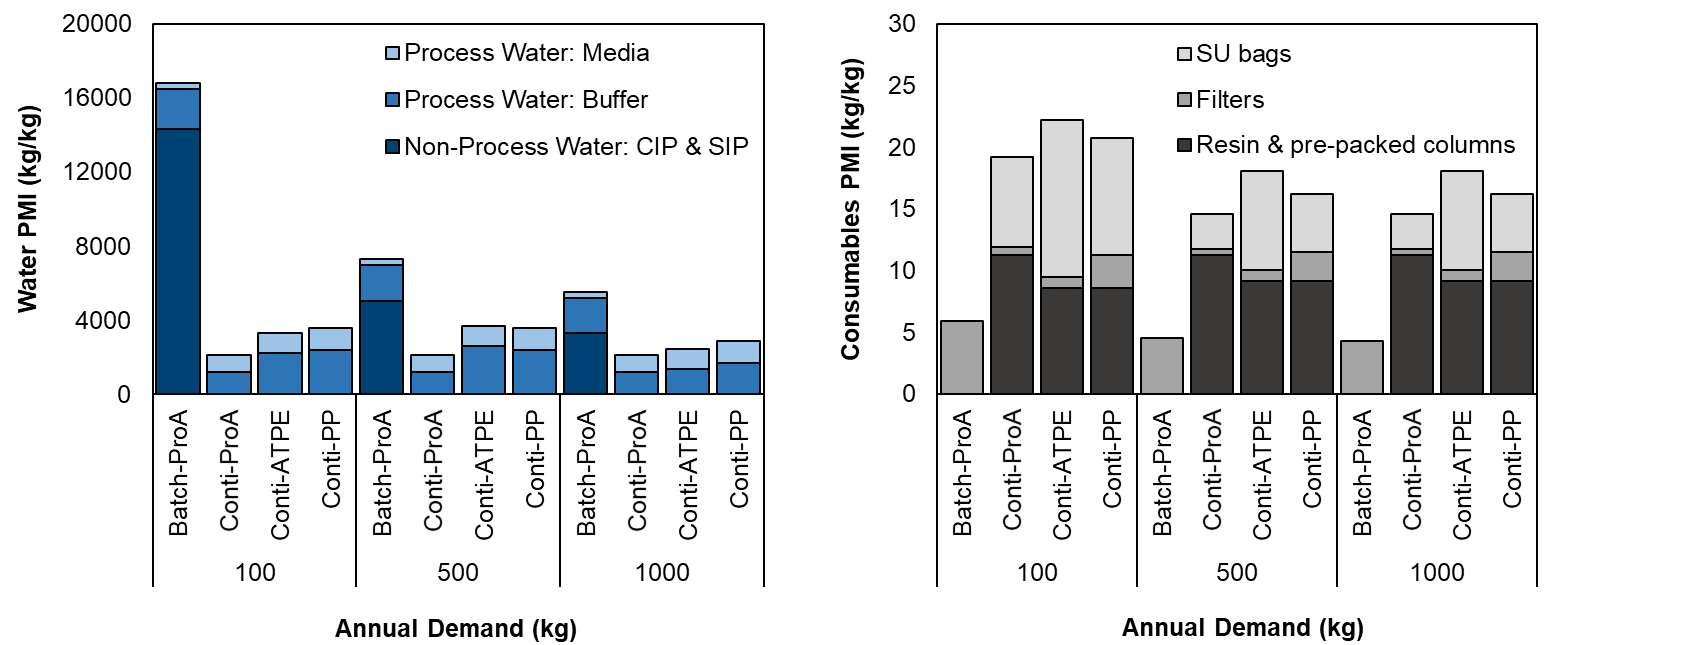 20000
16000
12000
8000
4000
0
Water PMI (kg/kg)
Process Water: Media
Process Water: Buffer
Non-Process Water: CIP & SIP
Batch-ProA
Conti-ProA
Conti-ATPE
Conti-PP
Batch-ProA
Conti-ProA
Conti-ATPE
Conti-PP
Batch-ProA
Conti-ProA
Conti-ATPE
Conti-PP
100
500
1000
Annual Demand (kg)
30
25
20
15
10
5
0
Consumables PMI (kg/kg)
SU bags
Filters
Resin & pre-packed columns
Batch-ProA
Conti-ProA
Conti-ATPE
Conti-PP
Batch-ProA
Conti-ProA
Conti-ATPE
Conti-PP
Batch-ProA
Conti-ProA
Conti-ATPE
Conti-PP
100
500
1000
Annual Demand (kg)